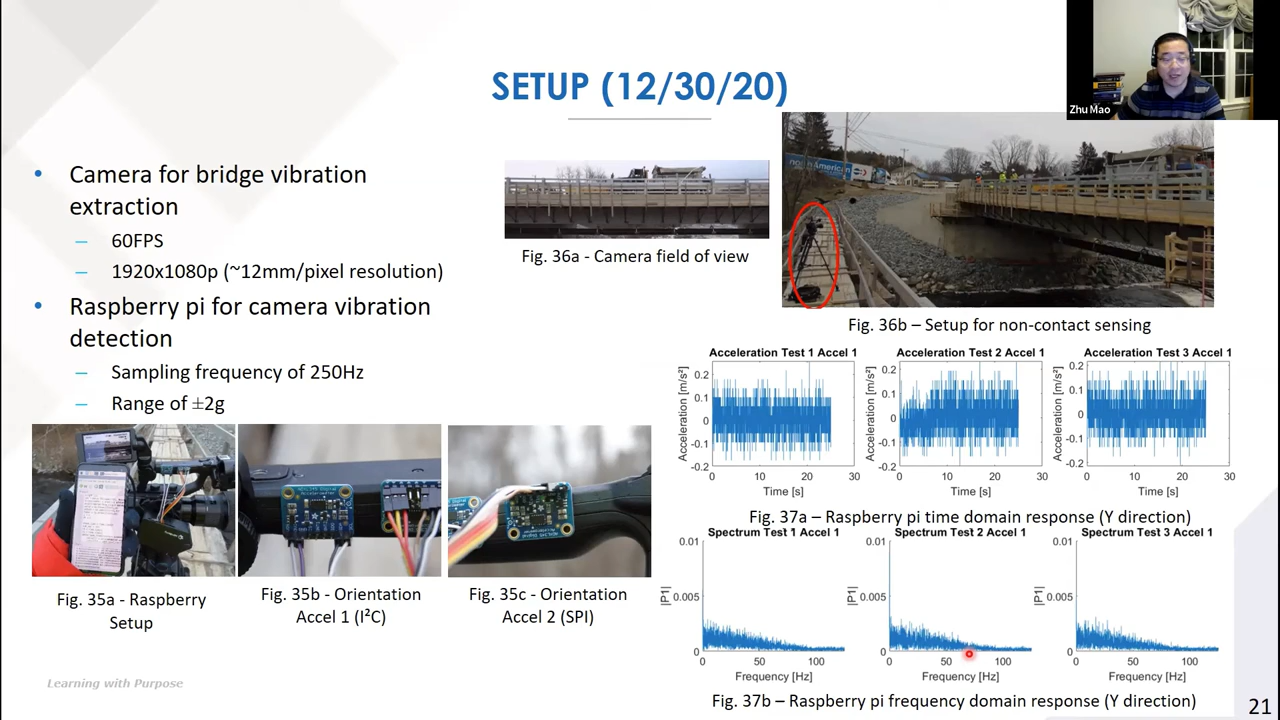 SETUP (12/30/20)
Zhu Mao
• Camera for bridge vibration
extraction
– 60FPS
– 1920x1080p (~12mm/pixel resolution)
• Raspberry pi for camera vibration
detection
– Sampling frequency of 250Hz
– Range of ±2g
Fig. 36a - Camera field of view
Fig. 36b – Setup for non-contact sensing
Fig. 35a - Raspberry
Setup
Fig. 35b - Orientation
Accel 1 (I²C)
Fig. 35c - Orientation
Accel 2 (SPI)
Acceleration Test 1 Accel 1
Acceleration [m/s²]
0.2
0.1
0
-0.1
-0.2
0 10 20 30
Time [s]
Acceleration Test 2 Accel 1
Acceleration [m/s²]
0.2
0.1
0
-0.1
-0.2
0 10 20 30
Time [s]
Acceleration Test 3 Accel 1
Acceleration [m/s²]
0.2
0.1
0
-0.1
-0.2
0 10 20 30
Time [s]
Fig. 37a – Raspberry pi time domain response (Y direction)
Spectrum Test 1 Accel 1
|P1|
0.01
0.005
0
0 50 100
Frequency [Hz]
Spectrum Test 2 Accel 1
|P1|
0.01
0.005
0
0 50 100
Frequency [Hz]
Spectrum Test 3 Accel 1
|P1|
0.01
0.005
0
0 50 100
Frequency [Hz]
Fig. 37b – Raspberry pi frequency domain response (Y direction)
Learning with Purpose
21